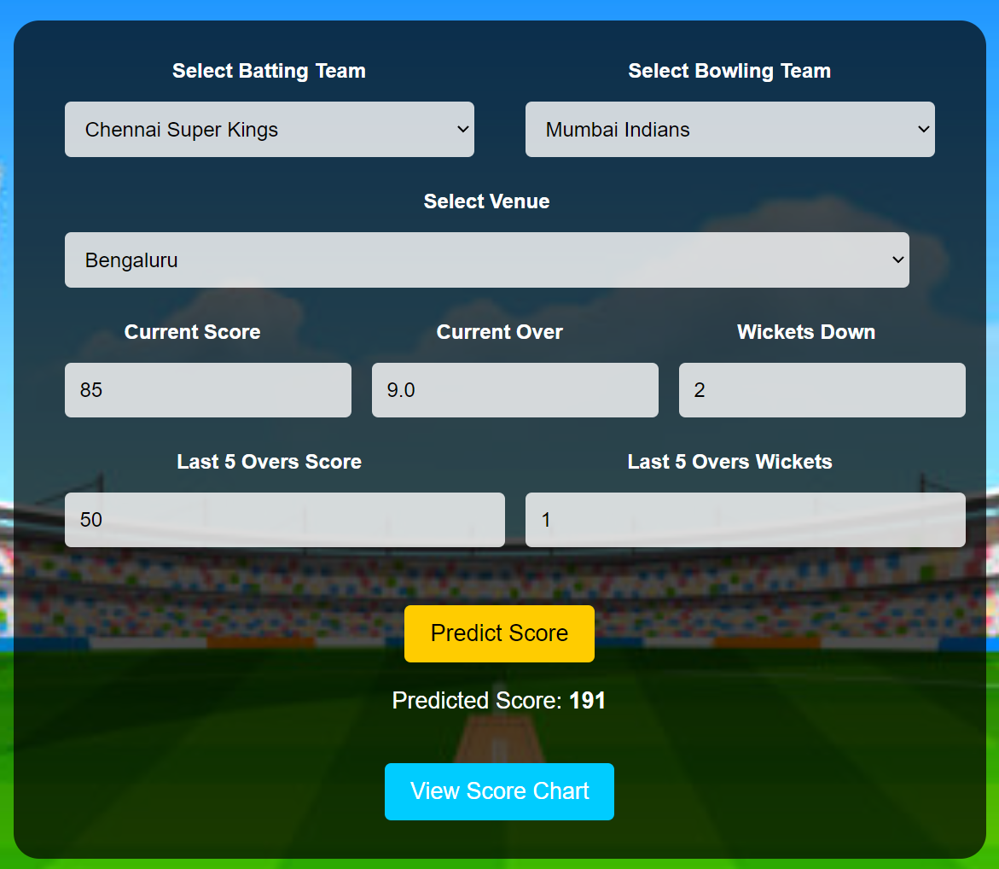 Select Batting Team Select Bowling Team
Chennai Super Kings Mumbai Indians
Select Venue
Bengaluru
Current Score Current Over Wickets Down
85 9.0 2
Last 5 Overs Score Last 5 Overs Wickets
50 1
Predict Score
Predicted Score: 191
View Score Chart